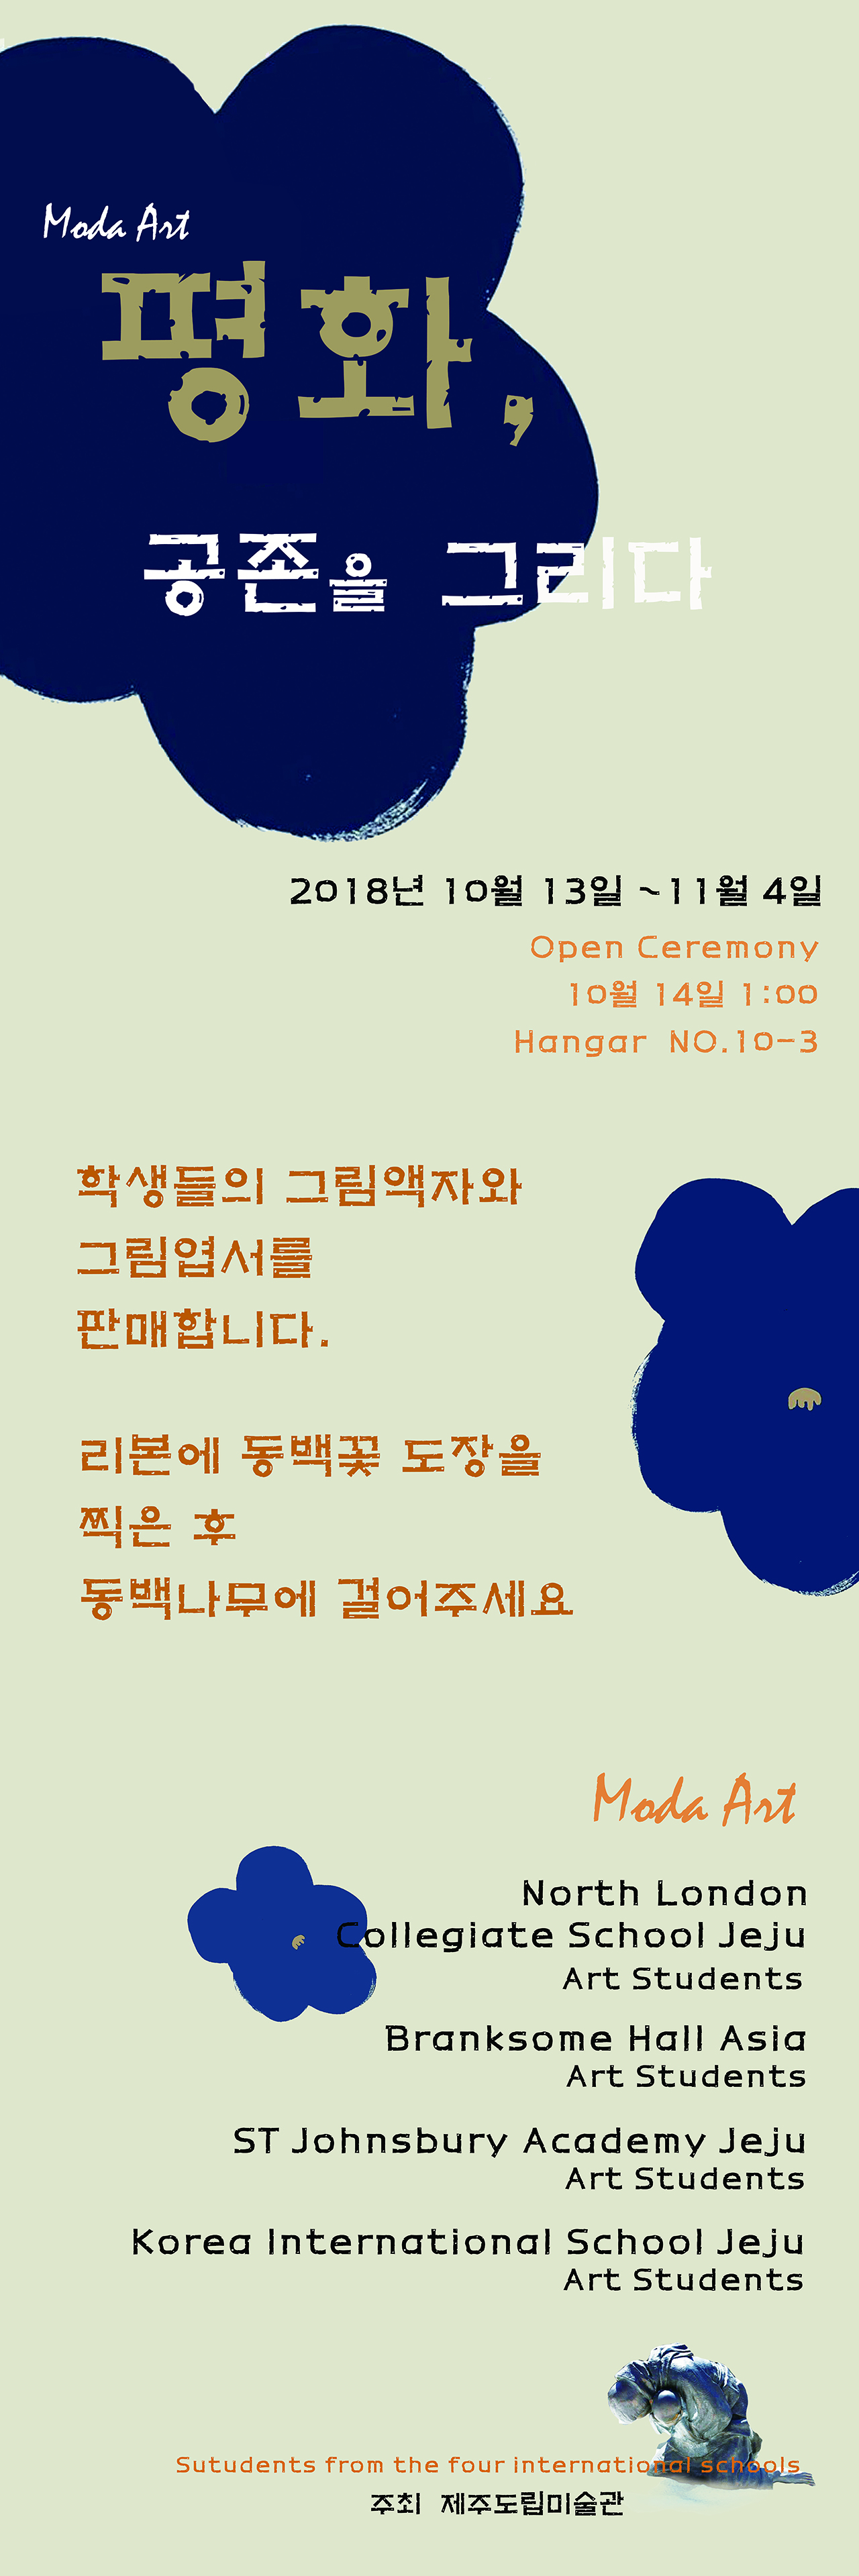 Moda Art
평화,
공존을 그리다
2018년 10월 13일 ~11월 4일
Open Ceremony
10월 14일 1:00
Hangar NO.10-3
학생들의 그림액자와
그림엽서를
판매합니다.
리본에 동백꽃 도장을
찍은 후
동백나무에 걸어주세요
Moda Art
North London
Collegiate School Jeju
Art Students
Branksome Hall Asia
Art Students
ST Johnsbury Academy Jeju
Art Students
Korea International School Jeju
Art Students
Sutudents from the four international schools
주최 제주도립미술관